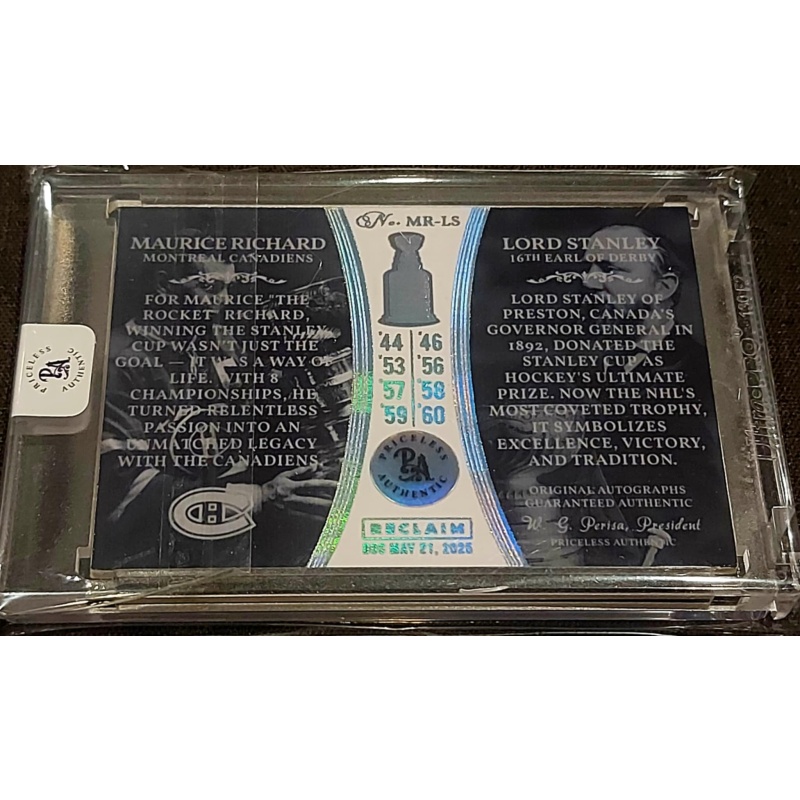 No. MR-LS
MAURICE RICHARD
MONTREAL CANADIENS
FOR MAURICE "THE
ROCKET" RICHARD,
WINNING THE STANLEY
CUP WASN'T JUST THE
GOAL — IT WAS A WAY OF
LIFE. WITH 8
CHAMPIONSHIPS, HE
TURNED RELENTLESS
PASSION INTO AN
UNMATCHED LEGACY
WITH THE CANADIENS.
'44 '46
'53 '56
'57 '58
'59 '60
PRICELESS
PA
AUTHENTIC
RECLAIM
MAY 21, 2025
LORD STANLEY
16TH EARL OF DERBY
LORD STANLEY OF
PRESTON, CANADA'S
GOVERNOR GENERAL IN
1892, DONATED THE
STANLEY CUP AS
HOCKEY'S ULTIMATE
PRIZE. NOW THE NHL'S
MOST COVETED TROPHY,
IT SYMBOLIZES
EXCELLENCE, VICTORY,
AND TRADITION.
ORIGINAL AUTOGRAPHS
GUARANTEED AUTHENTIC
W. G. Perisa, President
PRICELESS AUTHENTIC
PRICELESS
PA
AUTHENTIC